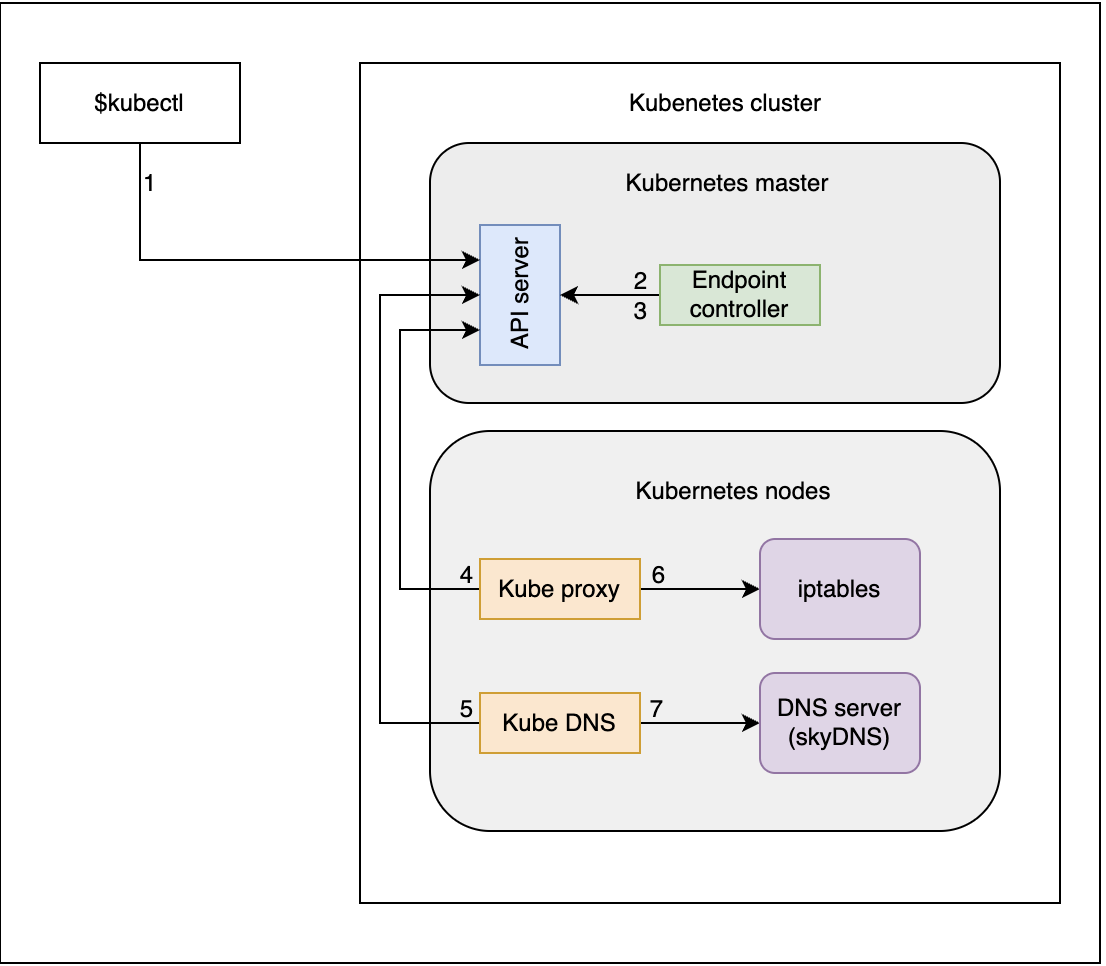 $kubectl
1
Kubenetes cluster
Kubernetes master
API server
2
3
Endpoint
controller
Kubernetes nodes
4
Kube proxy
6
iptables
5
Kube DNS
7
DNS server
(skyDNS)